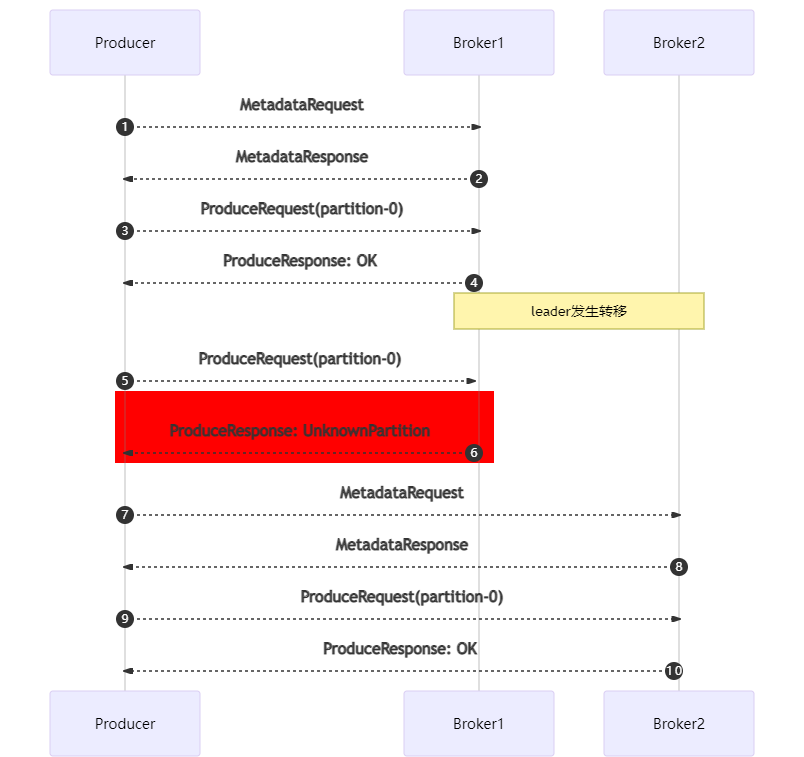 Producer
Broker1
Broker2
MetadataRequest
1
MetadataResponse
2
ProduceRequest(partition-0)
3
ProduceResponse: OK
4
leader发生转移
ProduceRequest(partition-0)
5
ProduceResponse: UnknownPartition
6
MetadataRequest
7
MetadataResponse
8
ProduceRequest(partition-0)
9
ProduceResponse: OK
10
Producer
Broker1
Broker2